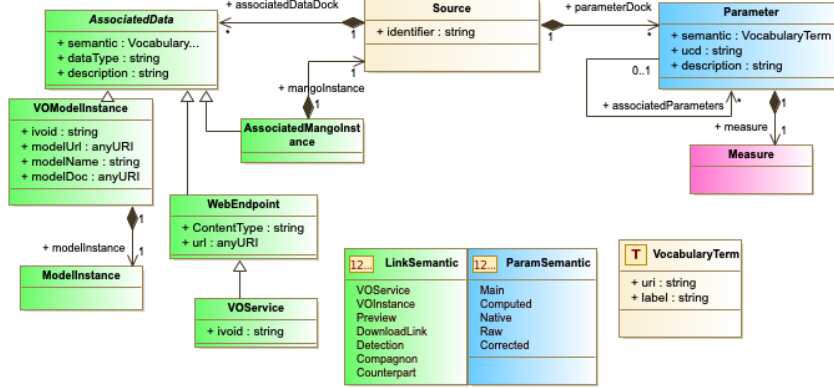 AssociatedData
+ semantic : Vocabulary...
+ dataType : string
+ description : string
+ associatedDataDock
1
*
Source
+ identifier : string
+ parameterDock
1
*
Parameter
+ semantic : VocabularyTerm
+ ucd : string
+ description : string
0..1
+ associatedParameters
*
+ mangoInstance
1
1
AssociatedMangoInst
ance
1
+ measure
1
Measure
VOModelInstance
+ ivoid : string
+ modelUrl : anyURI
+ modelName : string
+ modelDoc : anyURI
1
+ modelInstance
1
ModelInstance
WebEndpoint
+ ContentType : string
+ url : anyURI
VOService
+ ivoid : string
12...
LinkSemantic
VOService
VOInstance
Preview
DownloadLink
Detection
Compagnon
Counterpart
12...
ParamSemantic
Main
Computed
Native
Raw
Corrected
T
VocabularyTerm
+ uri : string
+ label : string